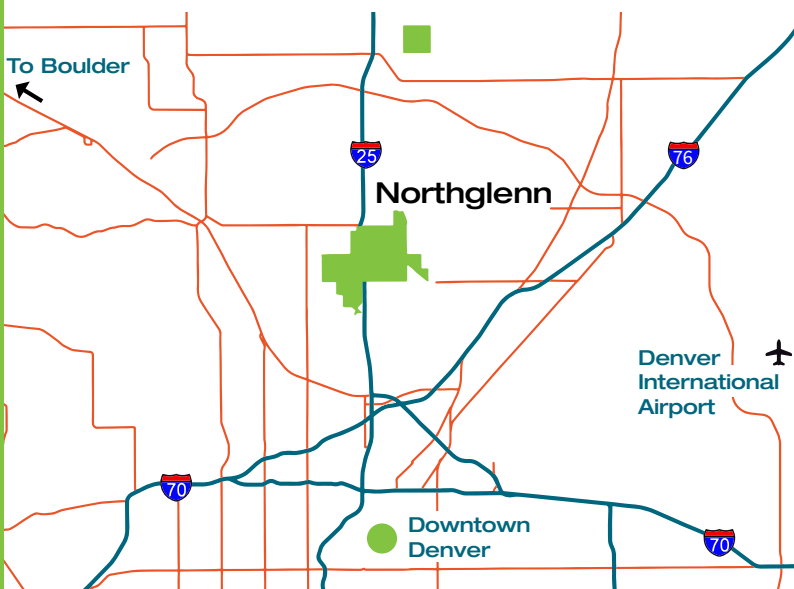 To Boulder
25
76
Northglenn
Denver
International
Airport
70
Downtown
Denver
70